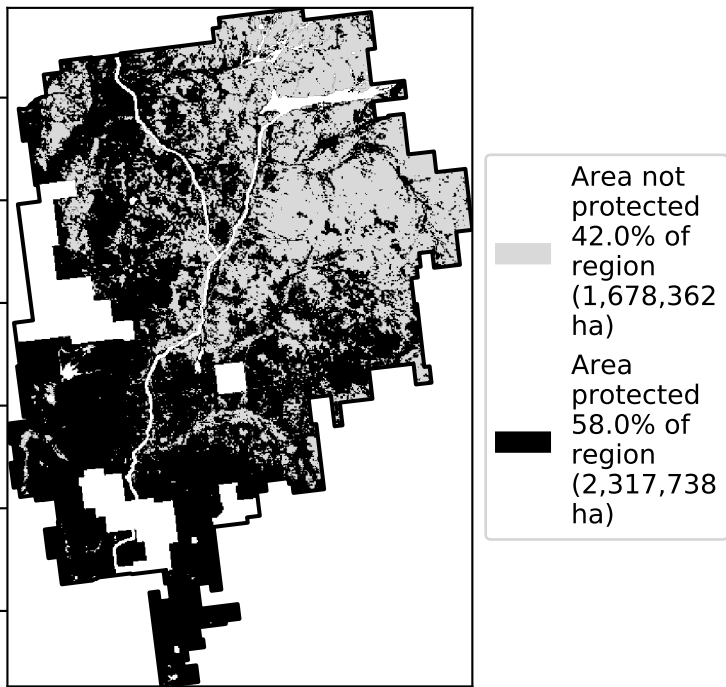 Area not
protected
42.0% of
region
(1,678,362
ha)
Area
protected
58.0% of
region
(2,317,738
ha)